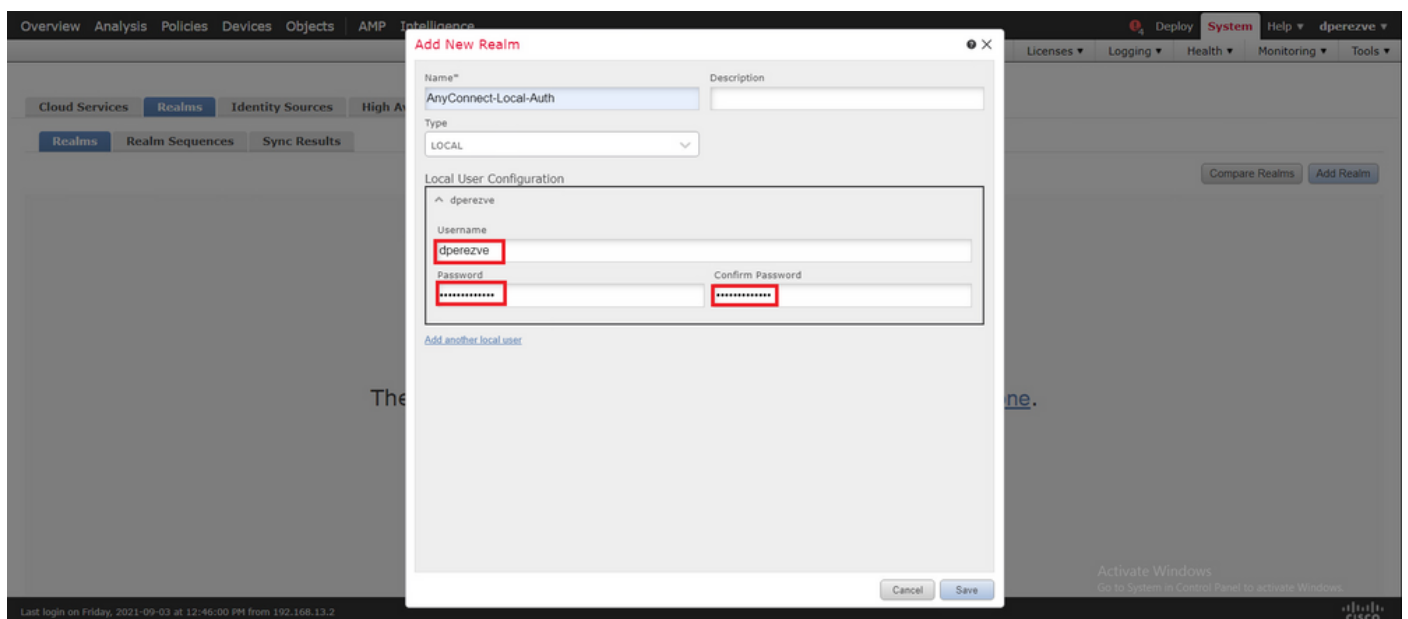 Overview Analysis Policies Devices Objects AMP Intelligence 4 Deploy System Help dperezve
Licenses Logging Health Monitoring Tools
Add New Realm
Name* Description
AnyConnect-Local-Auth
Cloud Services Realms Identity Sources High Av
Type
LOCAL
Realms Realm Sequences Sync Results
Compare Realms Add Realm
Local User Configuration
dperezve
Username
dperezve
Password Confirm Password
••••••••••••• •••••••••••••
Add another local user
The
ne.
Activate Windows
Go to System in Control Panel to activate Windows.
Cancel Save
Last login on Friday, 2021-09-03 at 12:46:00 PM from 192.168.13.2
CISCO